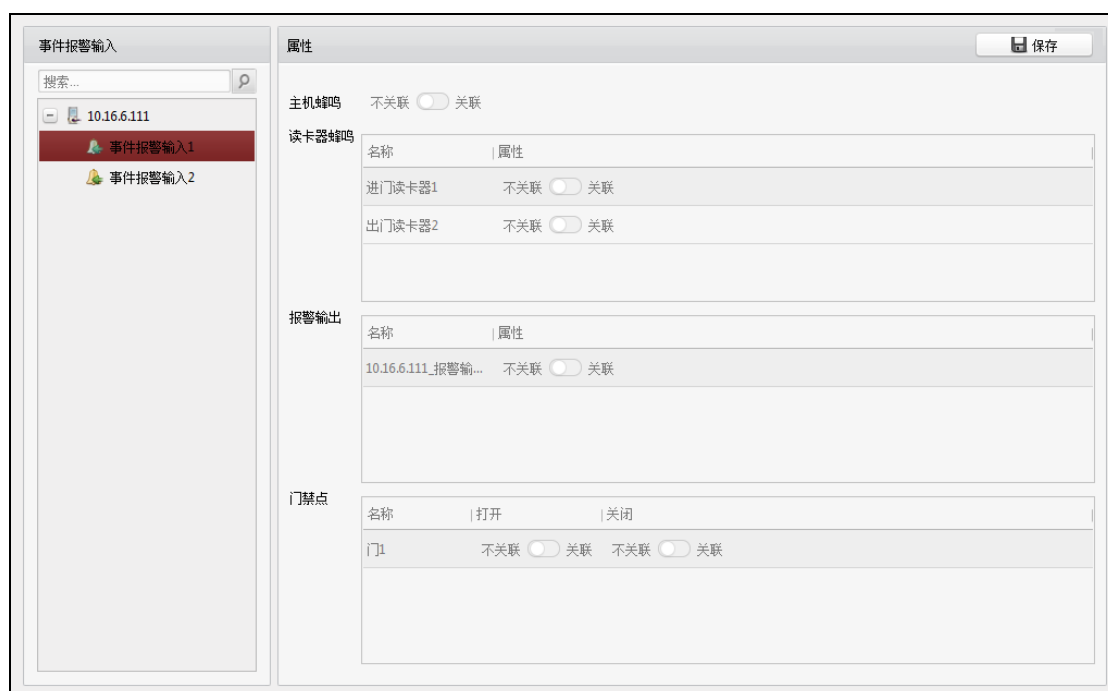 事件报警输入
搜索...
10.16.6.111
事件报警输入1
事件报警输入2
属性
保存
主机蜂鸣 不关联 关联
读卡器蜂鸣
名称 属性
进门读卡器1 不关联 关联
出门读卡器2 不关联 关联
报警输出
名称 属性
10.16.6.111_报警输... 不关联 关联
门禁点
名称 打开 关闭
门1 不关联 关联 不关联 关联